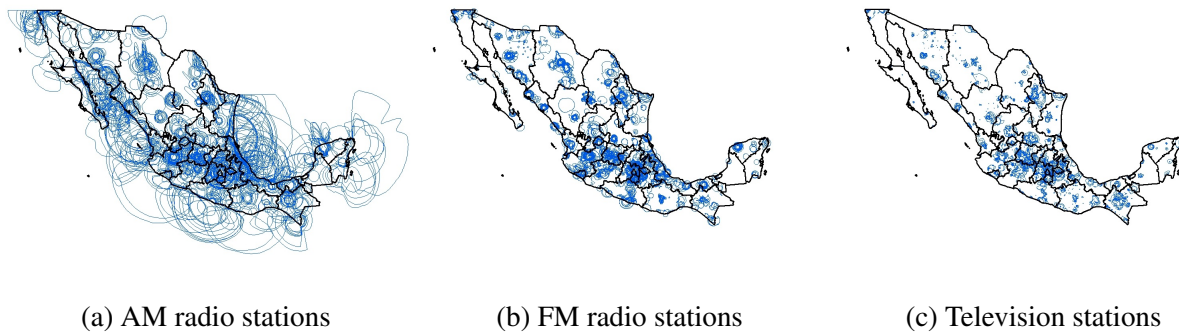 (a) AM radio stations
(b) FM radio stations
(c) Television stations